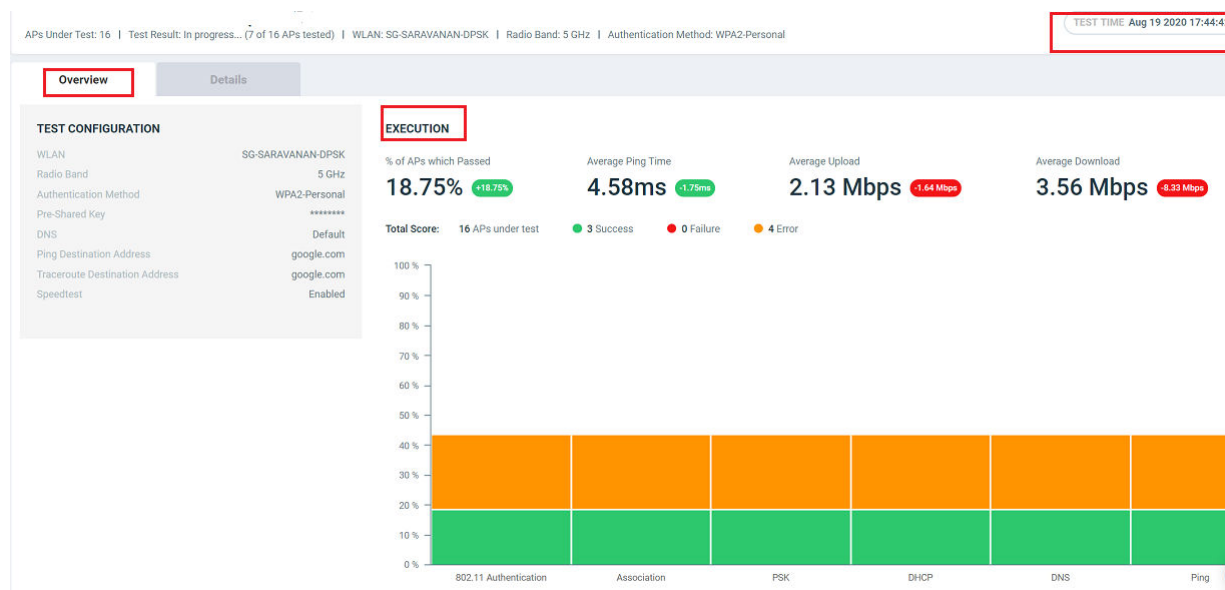 TEST TIME Aug 19 2020 17:44:4
APs Under Test: 16 | Test Result: In progress... (7 of 16 APs tested) | WLAN: SG-SARAVANAN-DPSK | Radio Band: 5 GHz | Authentication Method: WPA2-Personal
Overview Details
TEST CONFIGURATION
WLAN SG-SARAVANAN-DPSK
Radio Band 5 GHz
Authentication Method WPA2-Personal
Pre-Shared Key ********
DNS Default
Ping Destination Address google.com
Traceroute Destination Address google.com
Speedtest Enabled
EXECUTION
% of APs which Passed Average Ping Time Average Upload Average Download
18.75% +18.75% 4.58ms -1.75ms 2.13 Mbps -1.64 Mbps 3.56 Mbps -8.33 Mbps
Total Score: 16 APs under test 3 Success 0 Failure 4 Error
100 %
90 %
80 %
70 %
60 %
50 %
40 %
30 %
20 %
10 %
0 %
802.11 Authentication Association PSK DHCP DNS Ping